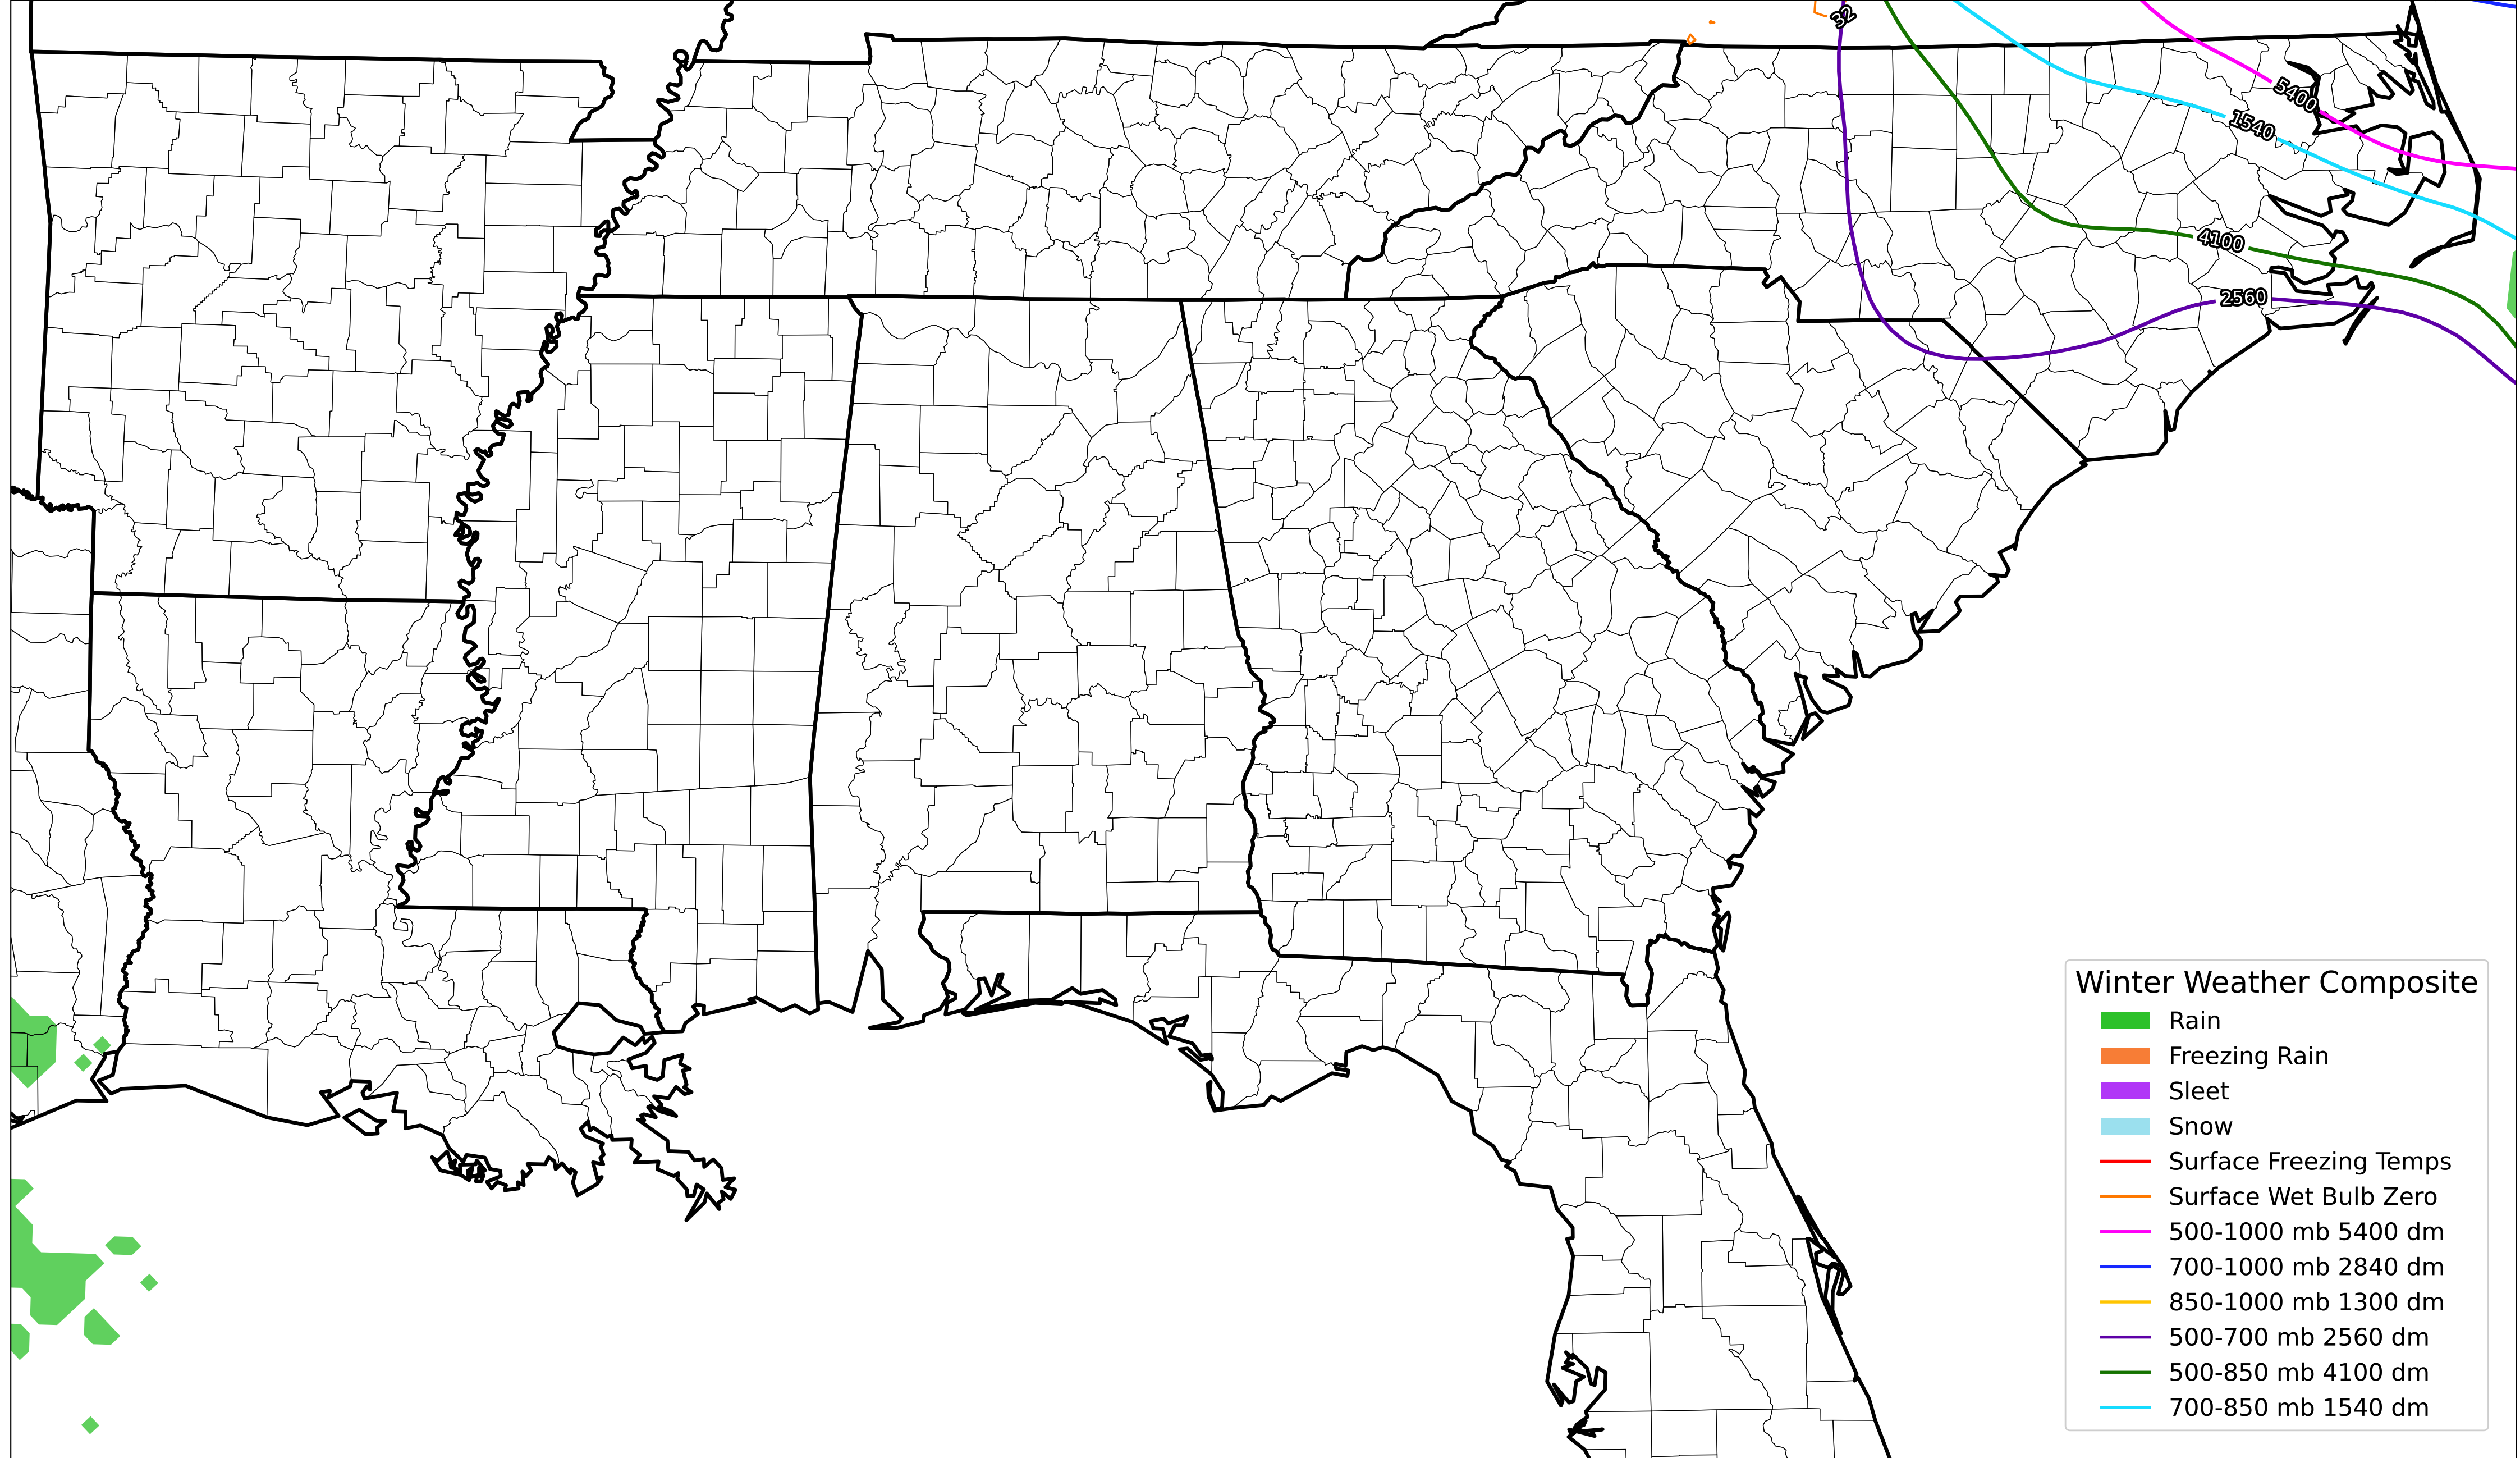 32
5400
1540
4100
2560
Winter Weather Composite
Rain
Freezing Rain
Sleet
Snow
Surface Freezing Temps
Surface Wet Bulb Zero
500-1000 mb 5400 dm
700-1000 mb 2840 dm
850-1000 mb 1300 dm
500-700 mb 2560 dm
500-850 mb 4100 dm
700-850 mb 1540 dm